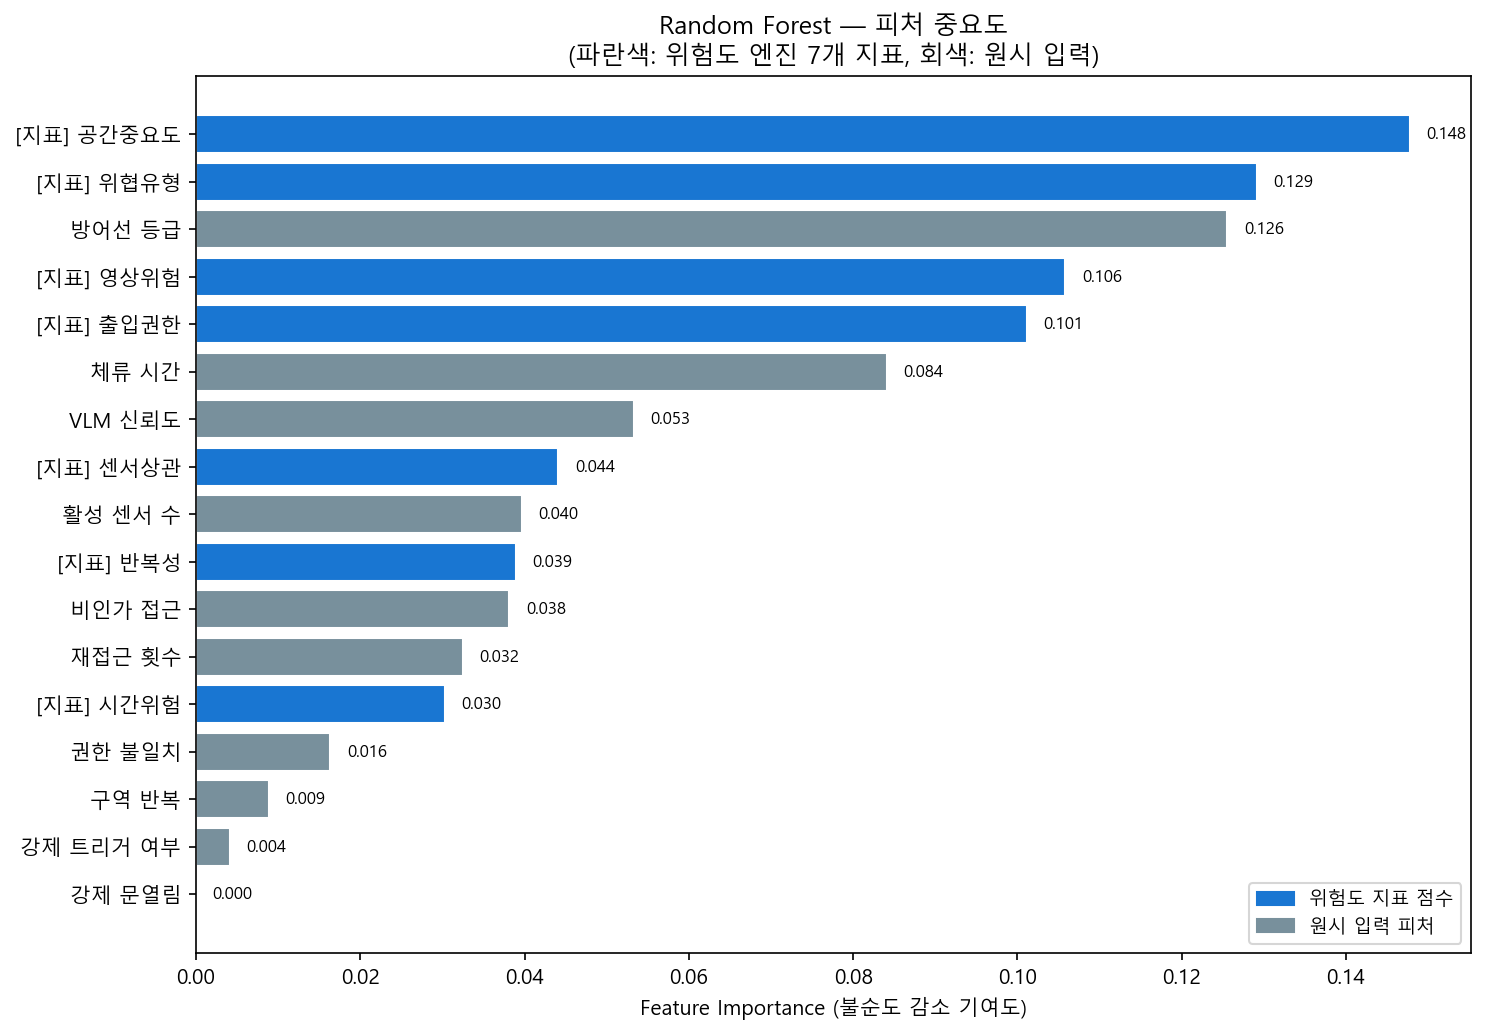 Random Forest — 피처 중요도
(파란색: 위험도 엔진 7개 지표, 회색: 원시 입력)
[지표] 공간중요도 0.148
[지표] 위협유형 0.129
방어선 등급 0.126
[지표] 영상위험 0.106
[지표] 출입권한 0.101
체류 시간 0.084
VLM 신뢰도 0.053
[지표] 센서상관 0.044
활성 센서 수 0.040
[지표] 반복성 0.039
비인가 접근 0.038
재접근 횟수 0.032
[지표] 시간위험 0.030
권한 불일치 0.016
구역 반복 0.009
강제 트리거 여부 0.004
강제 문열림 0.000
위험도 지표 점수
원시 입력 피처
0.00 0.02 0.04 0.06 0.08 0.10 0.12 0.14
Feature Importance (불순도 감소 기여도)